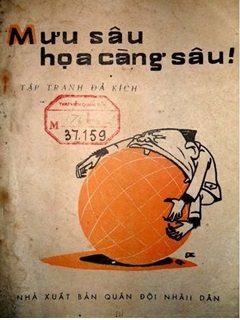 Mưu sâu
họa càng sâu!
TẬP TRANH ĐẢ KÍCH
M
37.159
NHÀ XUẤT BẢN QUÂN ĐỘI NHÂN DÂN